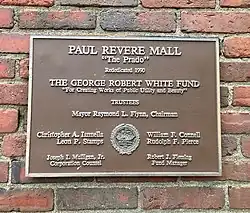 PAUL REVERE MALL
"The Prado"
Rededicated 1990
THE GEORGE ROBERT WHITE FUND
"For Creating Works of Public Utility and Beauty"
TRUSTEES
Mayor Raymond L. Flynn, Chairman
Christopher A. Iannella William F. Connell
Leon P. Stamps Rudolph F. Pierce
Joseph I. Mulligan, Jr. Robert J. Fleming
Corporation Counsel Fund Manager